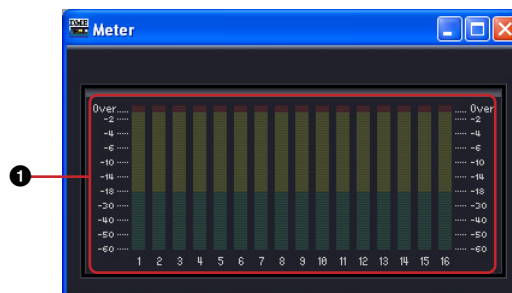 DME Meter
❶
Over..... ..... Over
-2 ..... ..... -2
-4 ..... ..... -4
-6 ..... ..... -6
-10 ..... ..... -10
-14 ..... ..... -14
-18 ..... ..... -18
-30 ..... ..... -30
-40 ..... ..... -40
-50 ..... ..... -50
-60 ..... ..... -60
1 2 3 4 5 6 7 8 9 10 11 12 13 14 15 16